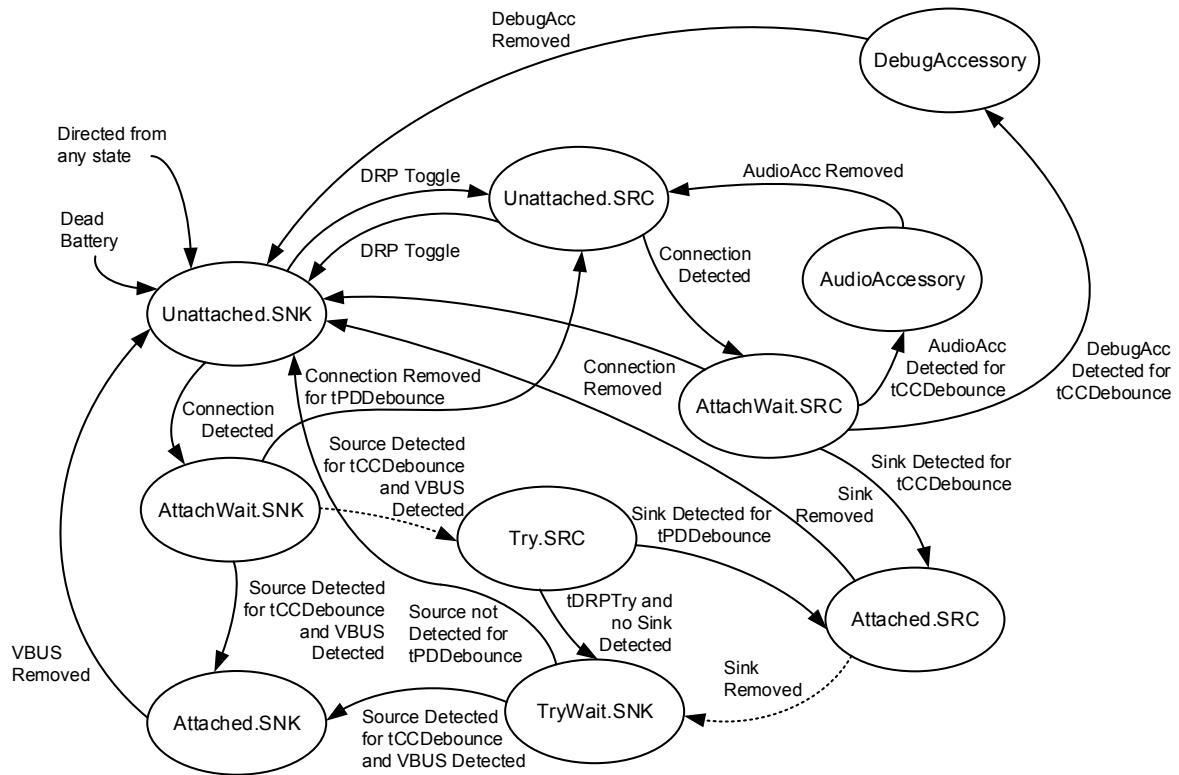 DebugAcc
Removed
DebugAccessory
Directed from
any state
DRP Toggle
Unattached.SRC
AudioAcc Removed
Dead
Battery
DRP Toggle
Connection
Detected
AudioAccessory
Unattached.SNK
Connection Removed
for tPDDebounce
Connection
Removed
AudioAcc
Detected for
tCCDebounce
DebugAcc
Detected for
tCCDebounce
AttachWait.SRC
Connection
Detected
Source Detected
for tCCDebounce
and VBUS
Detected
Sink Detected for
tCCDebounce
Sink
Removed
AttachWait.SNK
Try.SRC
Sink Detected for
tPDDebounce
Source Detected
for tCCDebounce
and VBUS
Detected
Source not
Detected for
tPDDebounce
tDRPTry and
no Sink
Detected
Attached.SRC
VBUS
Removed
Sink
Removed
Attached.SNK
TryWait.SNK
Source Detected
for tCCDebounce
and VBUS Detected